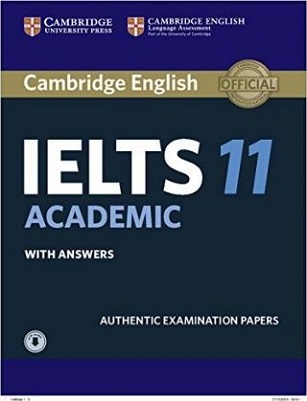 CAMBRIDGE
UNIVERSITY PRESS
CAMBRIDGE ENGLISH
Language Assessment
Part of the University of Cambridge
Cambridge English
OFFICIAL
IELTS 11
ACADEMIC
WITH ANSWERS
AUTHENTIC EXAMINATION PAPERS